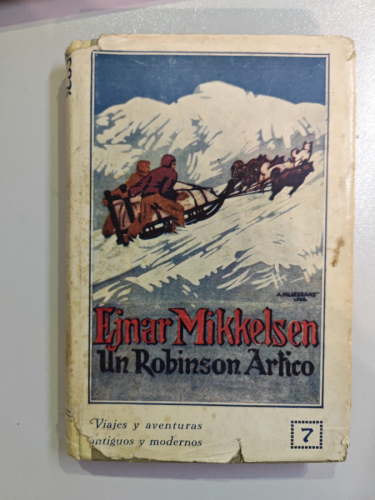 Ejnar Mikkelsen
Un Robinson Artico
Viajes y aventuras
antiguos y modernos
7